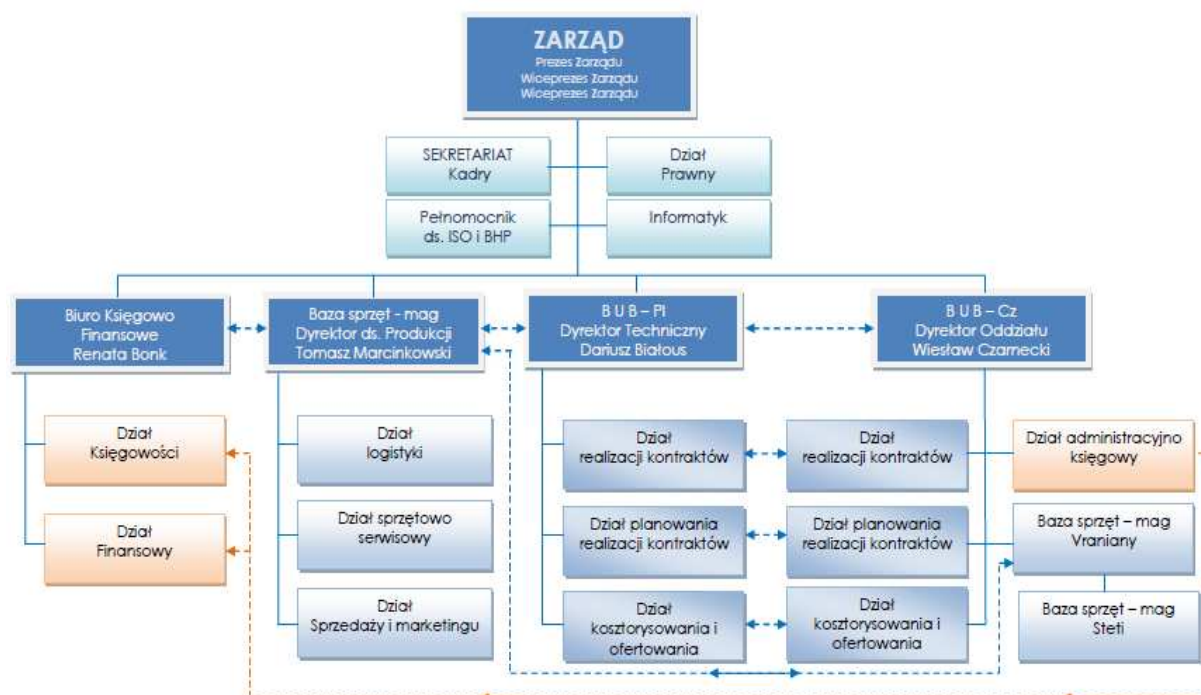 ZARZĄD
Prezes Zarządu
Wiceprezes Zarządu
Wiceprezes Zarządu
SEKRETARIAT
Kadry
Dział
Prawny
Pełnomocnik
ds. ISO i BHP
Informatyk
Biuro Księgowo
Finansowe
Renata Bonk
Baza sprzęt - mag
Dyrektor ds. Produkcji
Tomasz Marcinkowski
B U B – Pl
Dyrektor Techniczny
Dariusz Białous
B U B – Cz
Dyrektor Oddziału
Wiesław Czarnecki
Dział
Księgowości
Dział
logistyki
Dział
realizacji kontraktów
Dział
realizacji kontraktów
Dział administracyjno
księgowy
Dział
Finansowy
Dział sprzętowo
serwisowy
Dział planowania
realizacji kontraktów
Dział planowania
realizacji kontraktów
Baza sprzęt – mag
Vraniany
Dział
Sprzedaży i marketingu
Dział
kosztorysowania i
ofertowania
Dział
kosztorysowania i
ofertowania
Baza sprzęt – mag
Steti